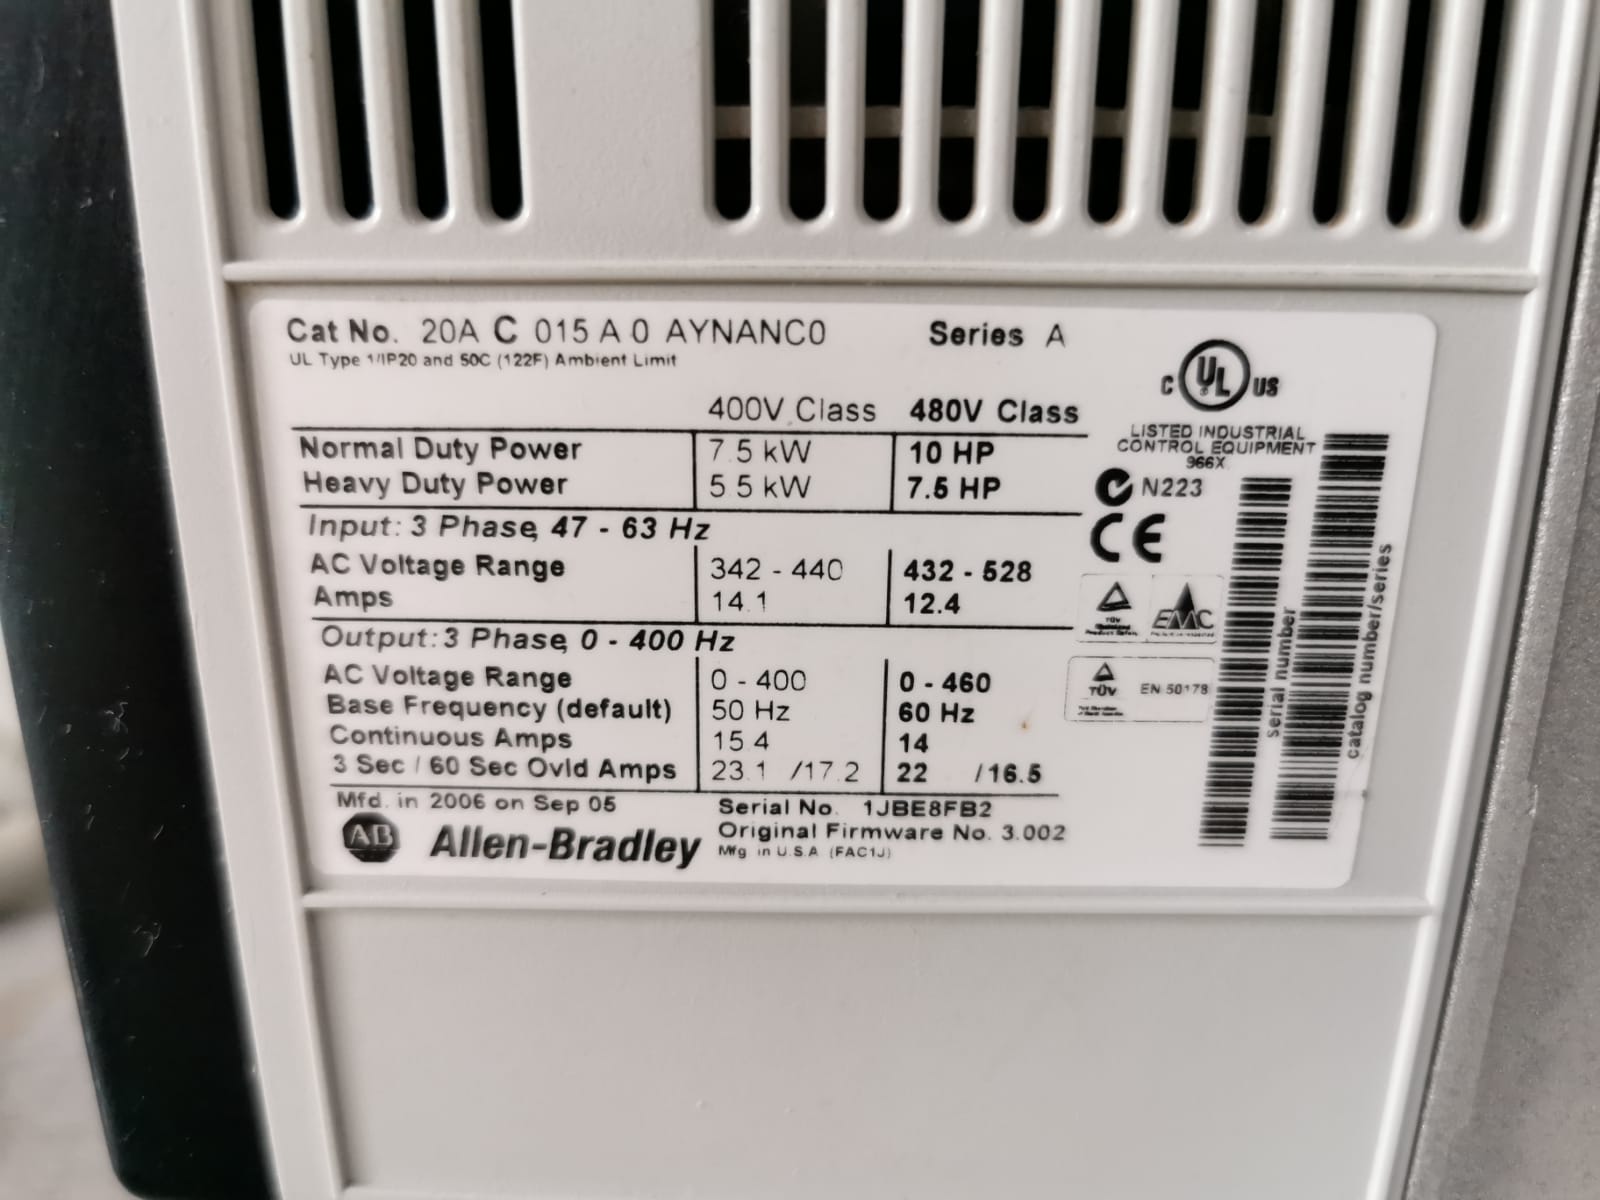 Cat No. 20A C 015 A 0 AYNANC0 Series A
UL Type 1/IP20 and 50C (122F) Ambient Limit
400V Class 480V Class
Normal Duty Power 7.5 kW 10 HP
Heavy Duty Power 5.5 kW 7.5 HP
Input: 3 Phase, 47 - 63 Hz
AC Voltage Range 342 - 440 432 - 528
Amps 14.1 12.4
Output: 3 Phase, 0 - 400 Hz
AC Voltage Range 0 - 400 0 - 460
Base Frequency (default) 50 Hz 60 Hz
Continuous Amps 15.4 14
3 Sec / 60 Sec Ovld Amps 23.1 /17.2 22 /16.5
Mfd. in 2006 on Sep 05 Serial No. 1JBE8FB2
Original Firmware No. 3.002
AB Allen-Bradley Mfg in U.S.A (FAC1J)
C UL US
LISTED INDUSTRIAL
CONTROL EQUIPMENT
966X
N223
CE
TÜV EMC
TÜV EN 50178
serial number
catalog number/series